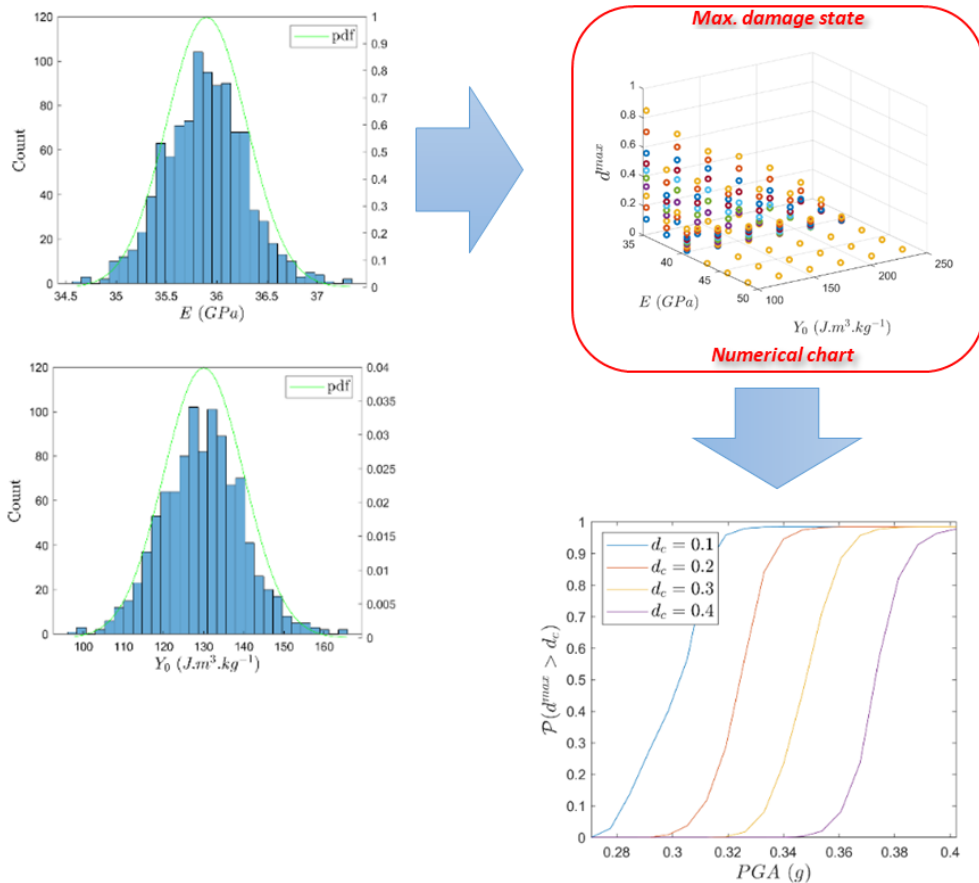 120
100
80
60
40
20
0
Count
1
0.9
0.8
0.7
0.6
0.5
0.4
0.3
0.2
0.1
0
pdf
34.5 35 35.5 36 36.5 37
E (GPa)
Max. damage state
1
0.8
0.6
0.4
0.2
0
d^max
35
40
45
50
E (GPa)
100
150
200
250
Y₀ (J.m³.kg⁻¹)
Numerical chart
120
100
80
60
40
20
0
Count
0.04
0.035
0.03
0.025
0.02
0.015
0.01
0.005
0
pdf
100 110 120 130 140 150 160
Y₀ (J.m³.kg⁻¹)
1
0.9
0.8
0.7
0.6
0.5
0.4
0.3
0.2
0.1
0
P(d^max > d_c)
d_c = 0.1
d_c = 0.2
d_c = 0.3
d_c = 0.4
0.28 0.3 0.32 0.34 0.36 0.38 0.4
PGA (g)